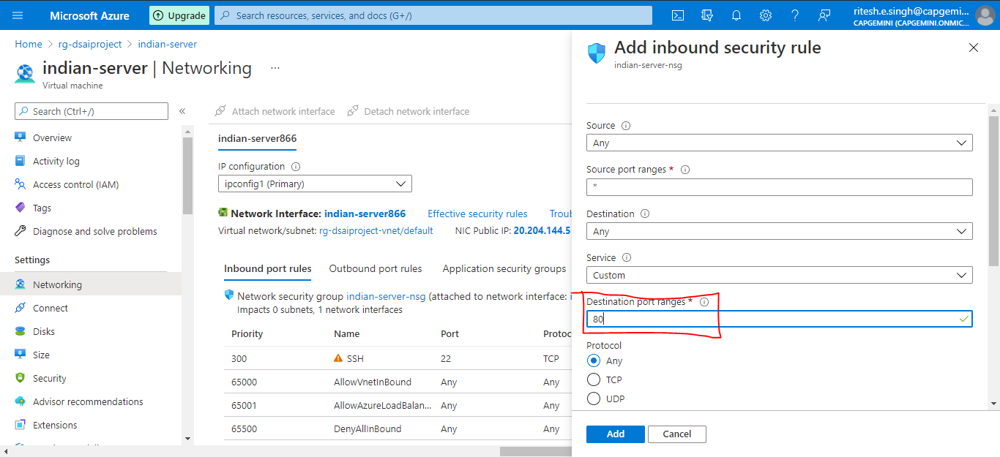 Microsoft Azure
Upgrade
Search resources, services, and docs (G+/)
ritesh.e.singh@capgemini...
CAPGEMINI (CAPGEMINI.ONMIC...
Home > rg-dsaiproject > indian-server
indian-server | Networking ...
Virtual machine
Search (Ctrl+/)
«
Overview
Activity log
Access control (IAM)
Tags
Diagnose and solve problems
Settings
Networking
Connect
Disks
Size
Security
Advisor recommendations
Extensions
Attach network interface
Detach network interface
indian-server866
IP configuration
ipconfig1 (Primary)
Network Interface: indian-server866 Effective security rules
Virtual network/subnet: rg-dsaiproject-vnet/default NIC Public IP: 20.204.144.5
Inbound port rules Outbound port rules Application security groups
Network security group indian-server-nsg (attached to network interface:
Impacts 0 subnets, 1 network interfaces
Priority Name Port
300 SSH 22 TCP
65000 AllowVnetInBound Any Any
65001 AllowAzureLoadBalan... Any Any
65500 DenyAllInBound Any Any
Add inbound security rule
indian-server-nsg
Source
Any
Source port ranges *
*
Destination
Any
Service
Custom
Destination port ranges *
80
Protocol
Any
TCP
UDP
Add
Cancel